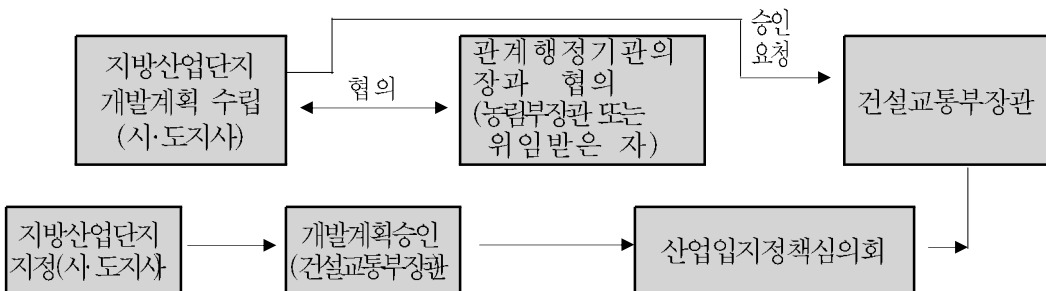 지방산업단지
개발계획 수립
(시·도지사)
협의
관계행정기관의
장과 협의
(농림부장관 또는
위임받은 자)
승인
요청
건설교통부장관
지방산업단지
지정(시·도지사)
개발계획승인
(건설교통부장관
산업입지정책심의회